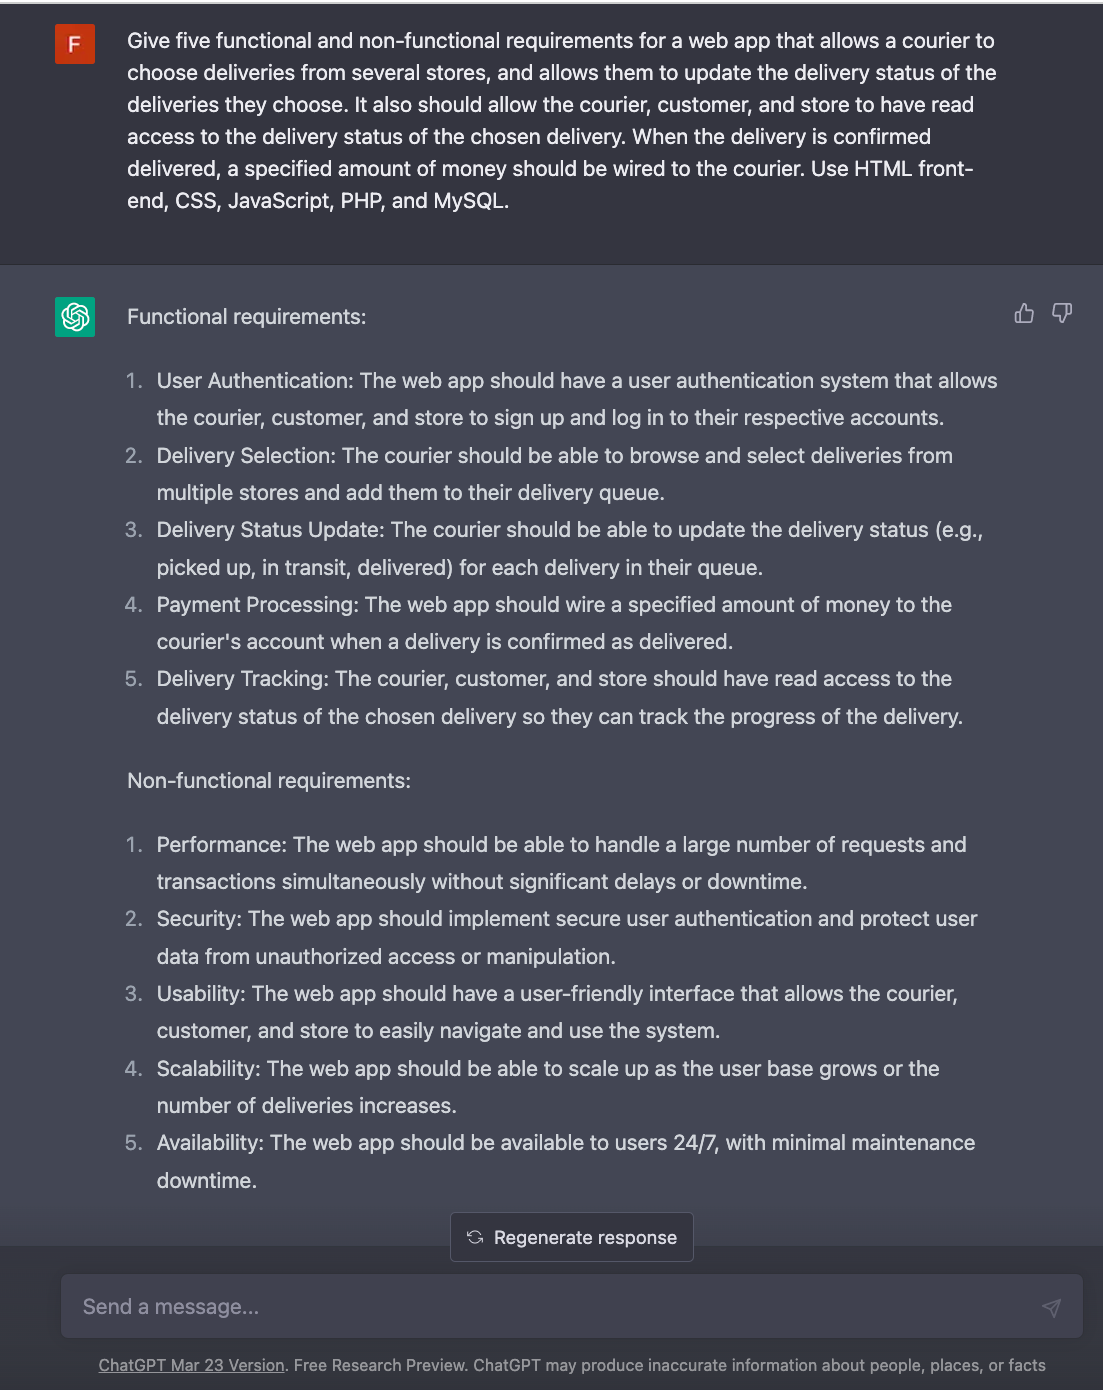 F
Give five functional and non-functional requirements for a web app that allows a courier to
choose deliveries from several stores, and allows them to update the delivery status of the
deliveries they choose. It also should allow the courier, customer, and store to have read
access to the delivery status of the chosen delivery. When the delivery is confirmed
delivered, a specified amount of money should be wired to the courier. Use HTML front-
end, CSS, JavaScript, PHP, and MySQL.
Functional requirements:
1. User Authentication: The web app should have a user authentication system that allows
the courier, customer, and store to sign up and log in to their respective accounts.
2. Delivery Selection: The courier should be able to browse and select deliveries from
multiple stores and add them to their delivery queue.
3. Delivery Status Update: The courier should be able to update the delivery status (e.g.,
picked up, in transit, delivered) for each delivery in their queue.
4. Payment Processing: The web app should wire a specified amount of money to the
courier's account when a delivery is confirmed as delivered.
5. Delivery Tracking: The courier, customer, and store should have read access to the
delivery status of the chosen delivery so they can track the progress of the delivery.
Non-functional requirements:
1. Performance: The web app should be able to handle a large number of requests and
transactions simultaneously without significant delays or downtime.
2. Security: The web app should implement secure user authentication and protect user
data from unauthorized access or manipulation.
3. Usability: The web app should have a user-friendly interface that allows the courier,
customer, and store to easily navigate and use the system.
4. Scalability: The web app should be able to scale up as the user base grows or the
number of deliveries increases.
5. Availability: The web app should be available to users 24/7, with minimal maintenance
downtime.
Regenerate response
Send a message...
ChatGPT Mar 23 Version. Free Research Preview. ChatGPT may produce inaccurate information about people, places, or facts